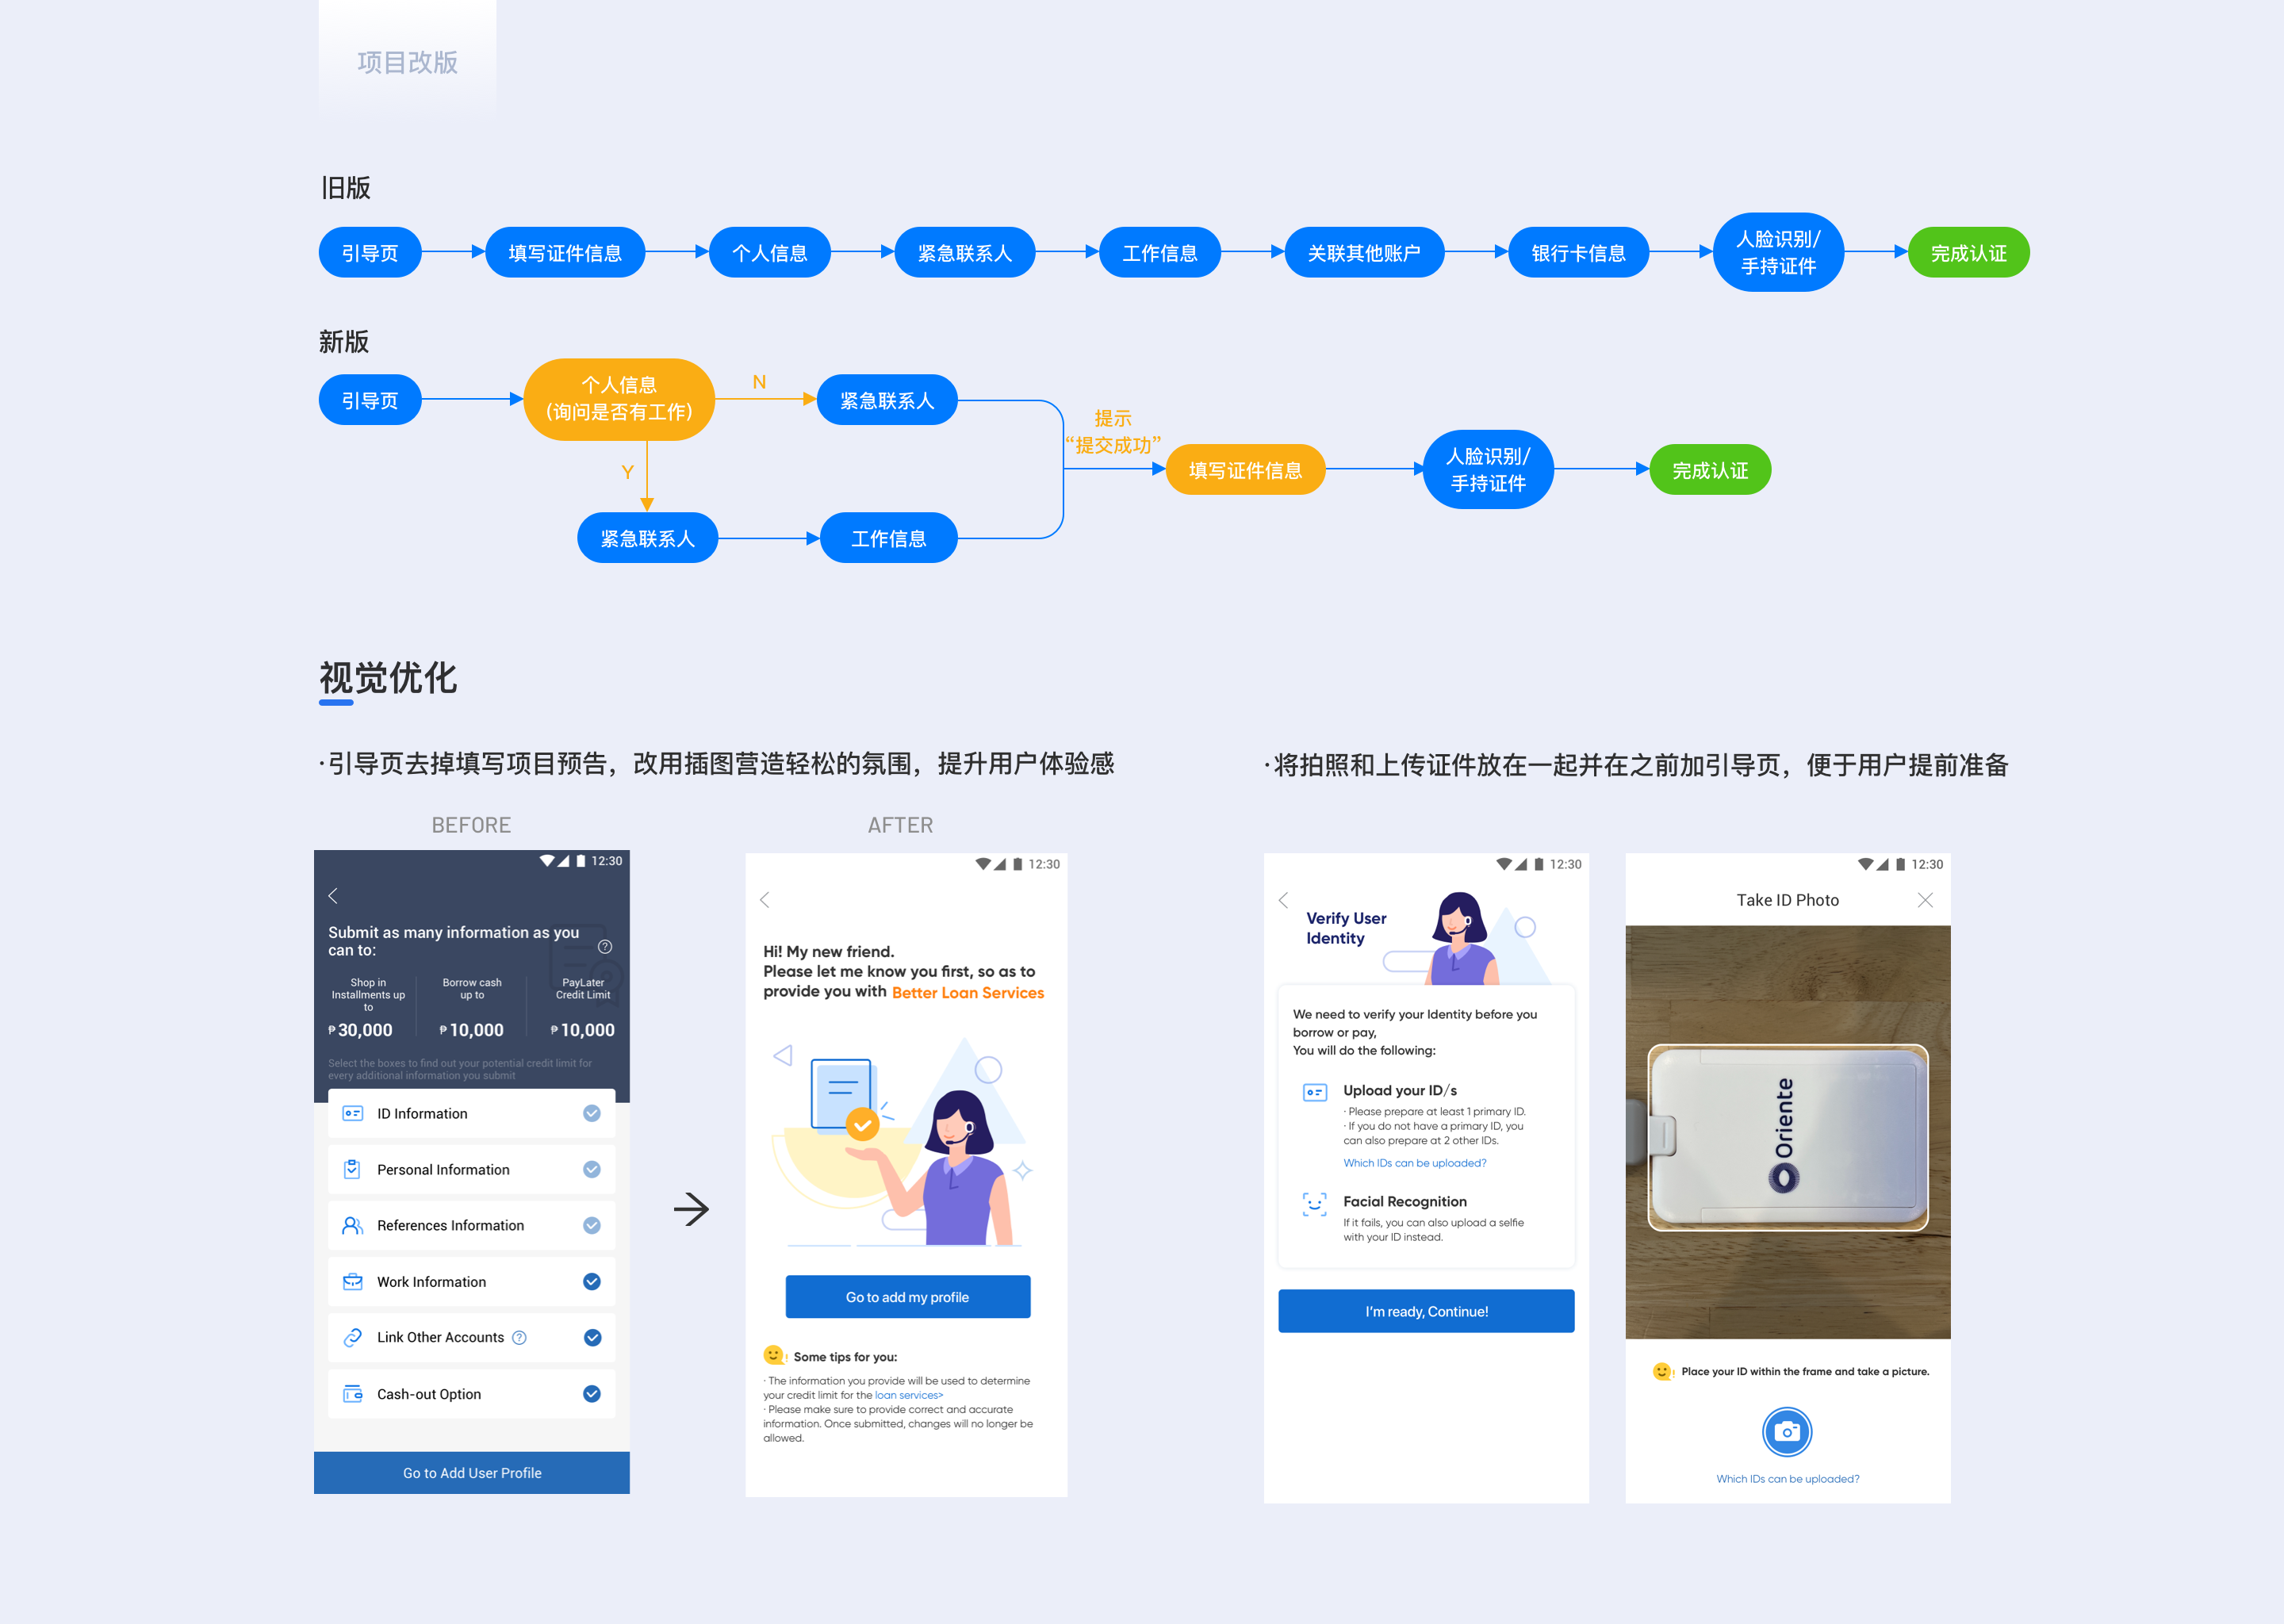 项目改版
旧版
引导页
填写证件信息
个人信息
紧急联系人
工作信息
关联其他账户
银行卡信息
人脸识别/
手持证件
完成认证
新版
引导页
个人信息
(询问是否有工作)
N
紧急联系人
Y
紧急联系人
工作信息
提示
“提交成功”
填写证件信息
人脸识别/
手持证件
完成认证
视觉优化
·引导页去掉填写项目预告，改用插图营造轻松的氛围，提升用户体验感
BEFORE
12:30
Submit as many information as you
can to:
?
Shop in
Installments up
to
₱30,000
Borrow cash
up to
₱10,000
PayLater
Credit Limit
₱10,000
Select the boxes to find out your potential credit limit for
every additional information you submit
ID Information
Personal Information
References Information
Work Information
Link Other Accounts ?
Cash-out Option
Go to Add User Profile
AFTER
12:30
Hi! My new friend.
Please let me know you first, so as to
provide you with Better Loan Services
Go to add my profile
Some tips for you:
· The information you provide will be used to determine
your credit limit for the loan services>
· Please make sure to provide correct and accurate
information. Once submitted, changes will no longer be
allowed.
·将拍照和上传证件放在一起并在之前加引导页，便于用户提前准备
12:30
Verify User
Identity
We need to verify your Identity before you
borrow or pay,
You will do the following:
Upload your ID/s
· Please prepare at least 1 primary ID.
· If you do not have a primary ID, you
can also prepare at 2 other IDs.
Which IDs can be uploaded?
Facial Recognition
If it fails, you can also upload a selfie
with your ID instead.
I'm ready, Continue!
12:30
Take ID Photo
Oriente
Place your ID within the frame and take a picture.
Which IDs can be uploaded?